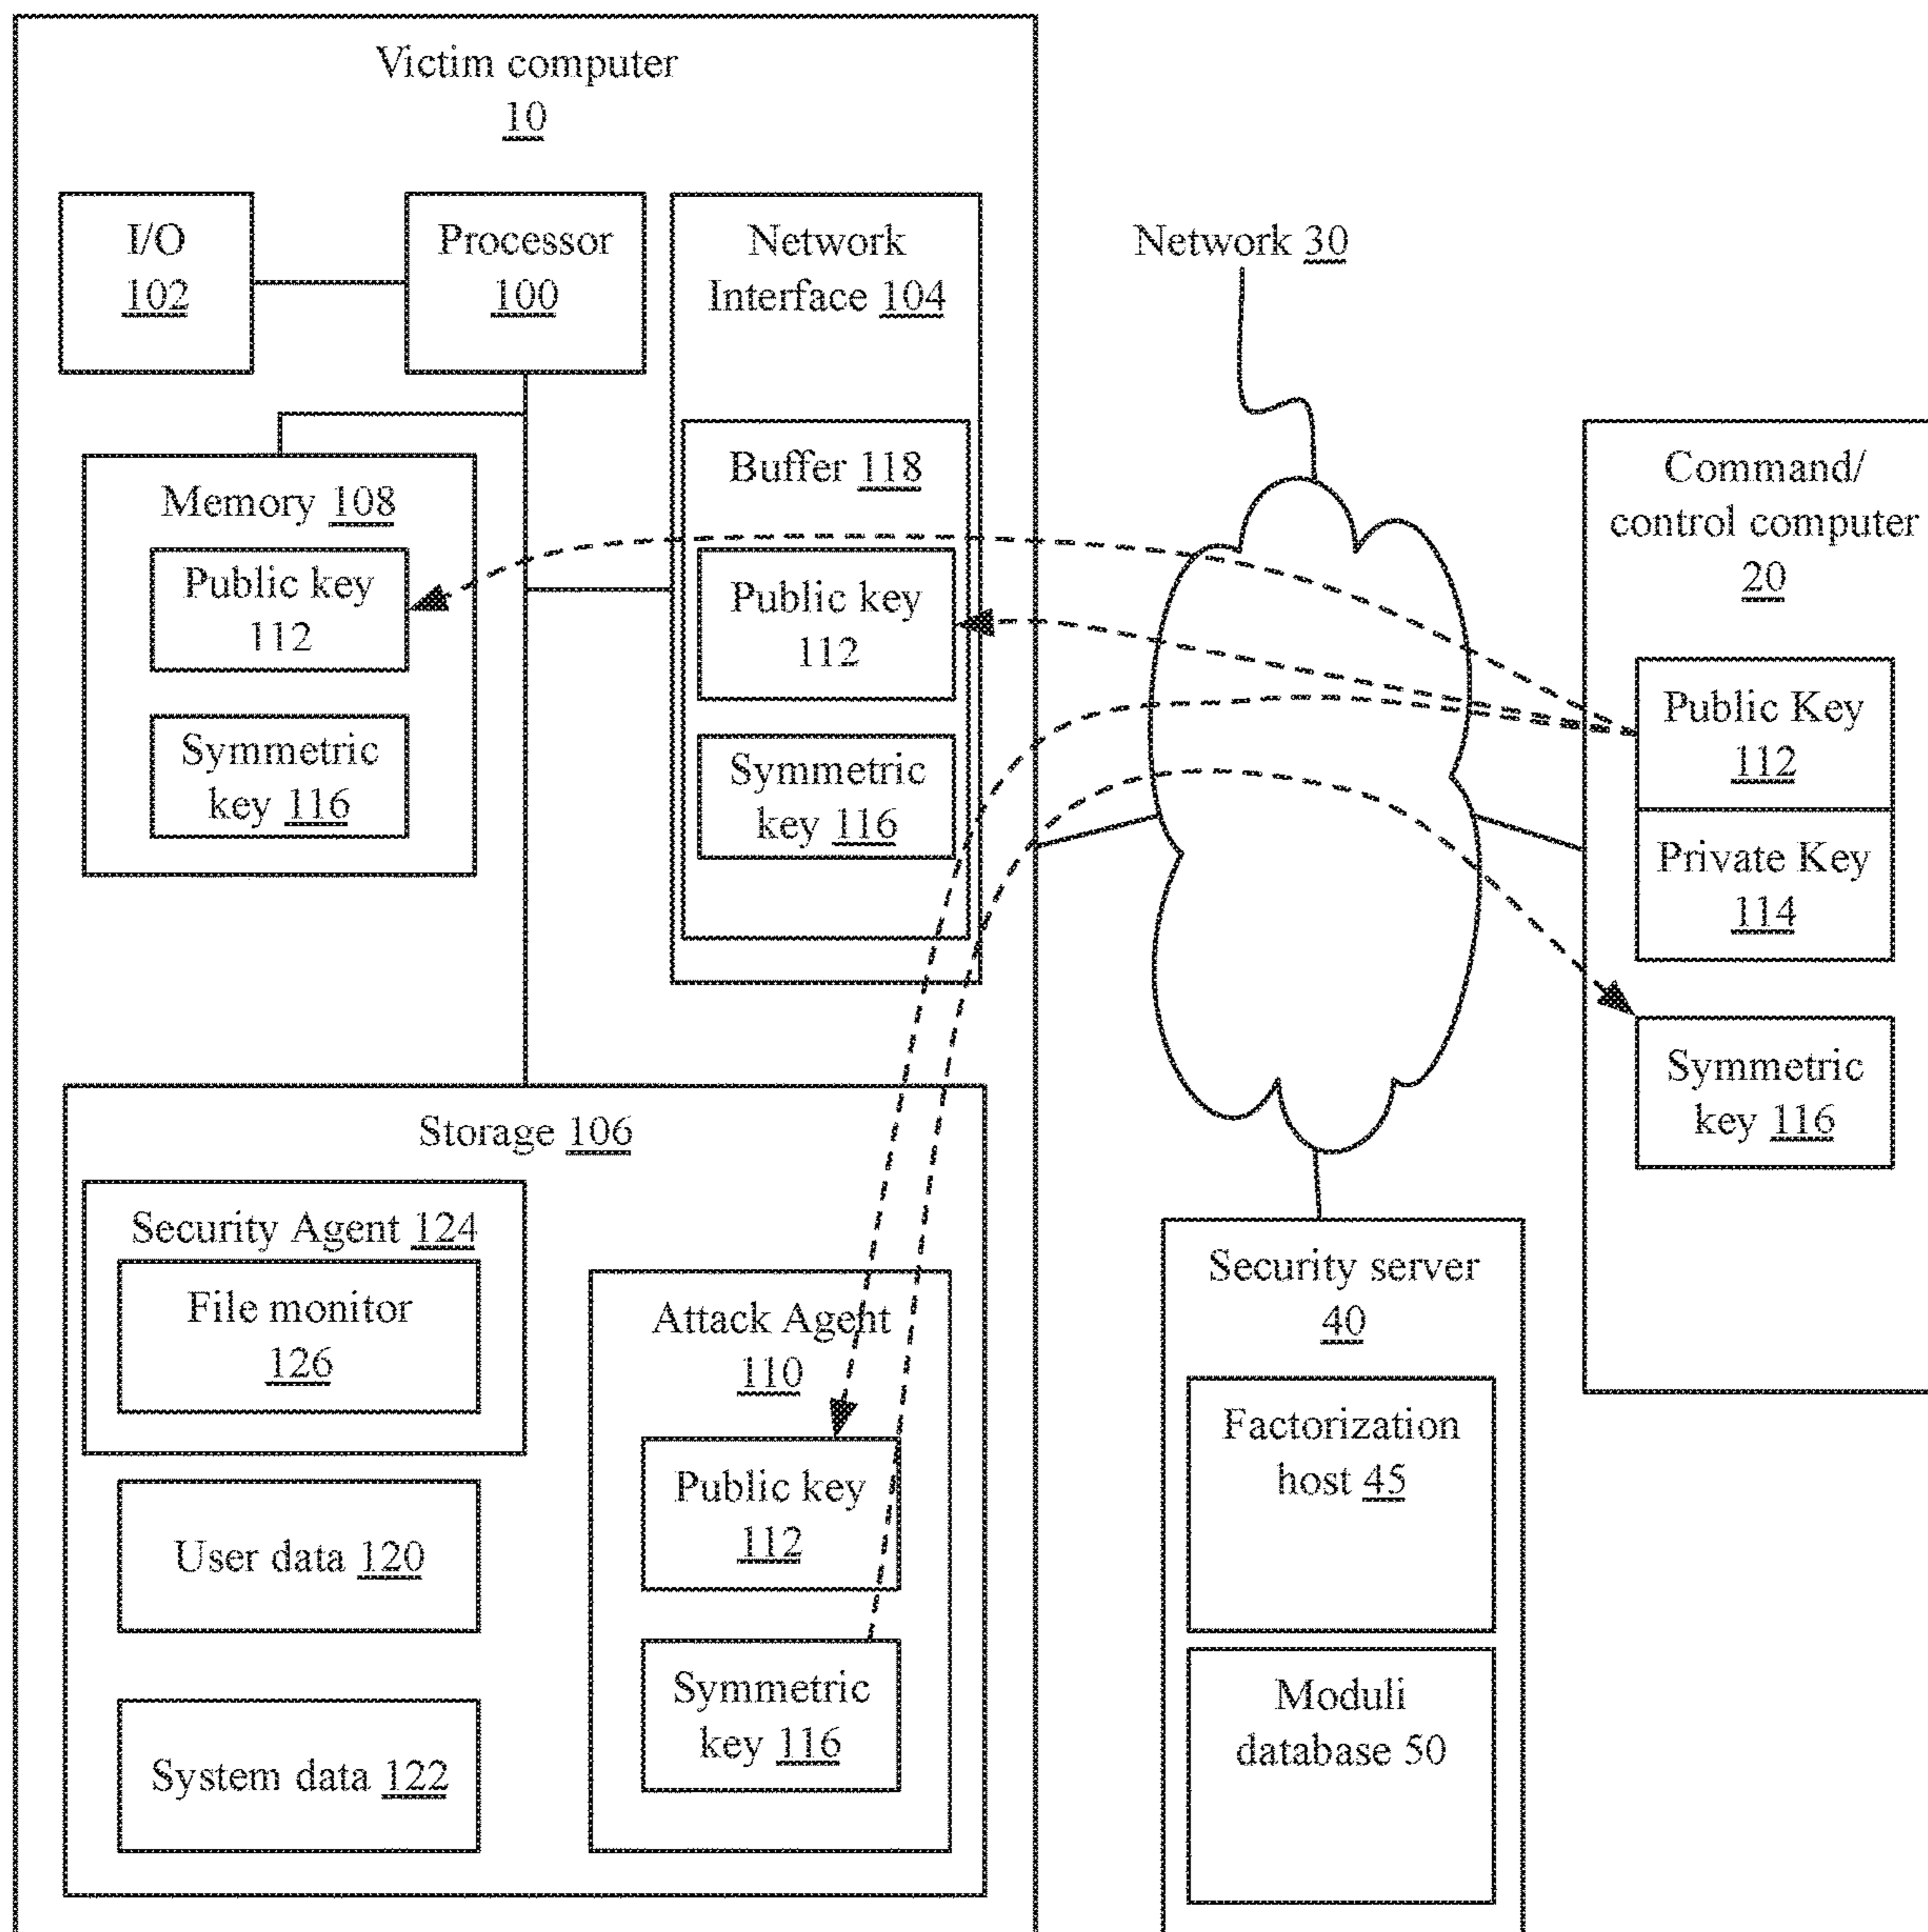 Victim computer
10
I/O
102
Processor
100
Network
Interface 104
Network 30
Memory 108
Public key
112
Symmetric
key 116
Buffer 118
Public key
112
Symmetric
key 116
Command/
control computer
20
Public Key
112
Private Key
114
Symmetric
key 116
Storage 106
Security Agent 124
File monitor
126
User data 120
System data 122
Attack Agent
110
Public key
112
Symmetric
key 116
Security server
40
Factorization
host 45
Moduli
database 50